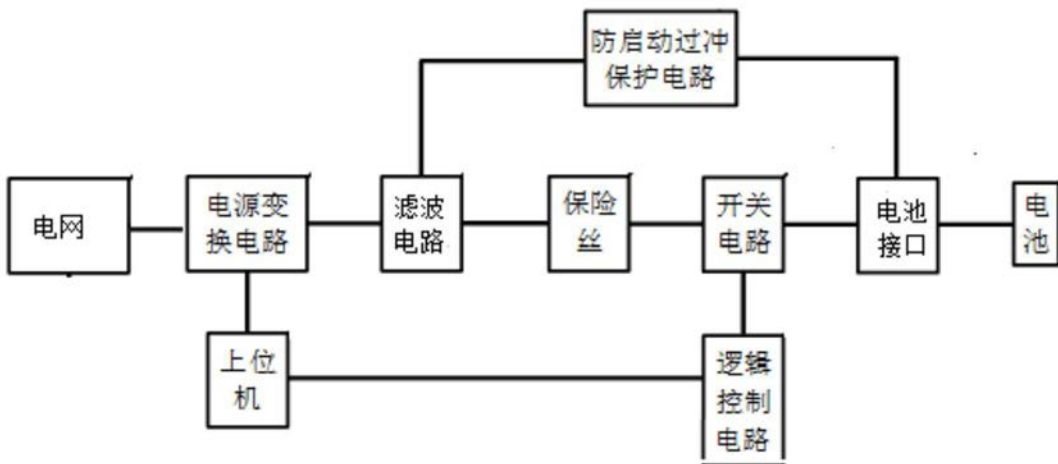 防启动过冲
保护电路
电网
电源变
换电路
滤波
电路
保险
丝
开关
电路
电池
接口
电
池
上位
机
逻辑
控制
电路